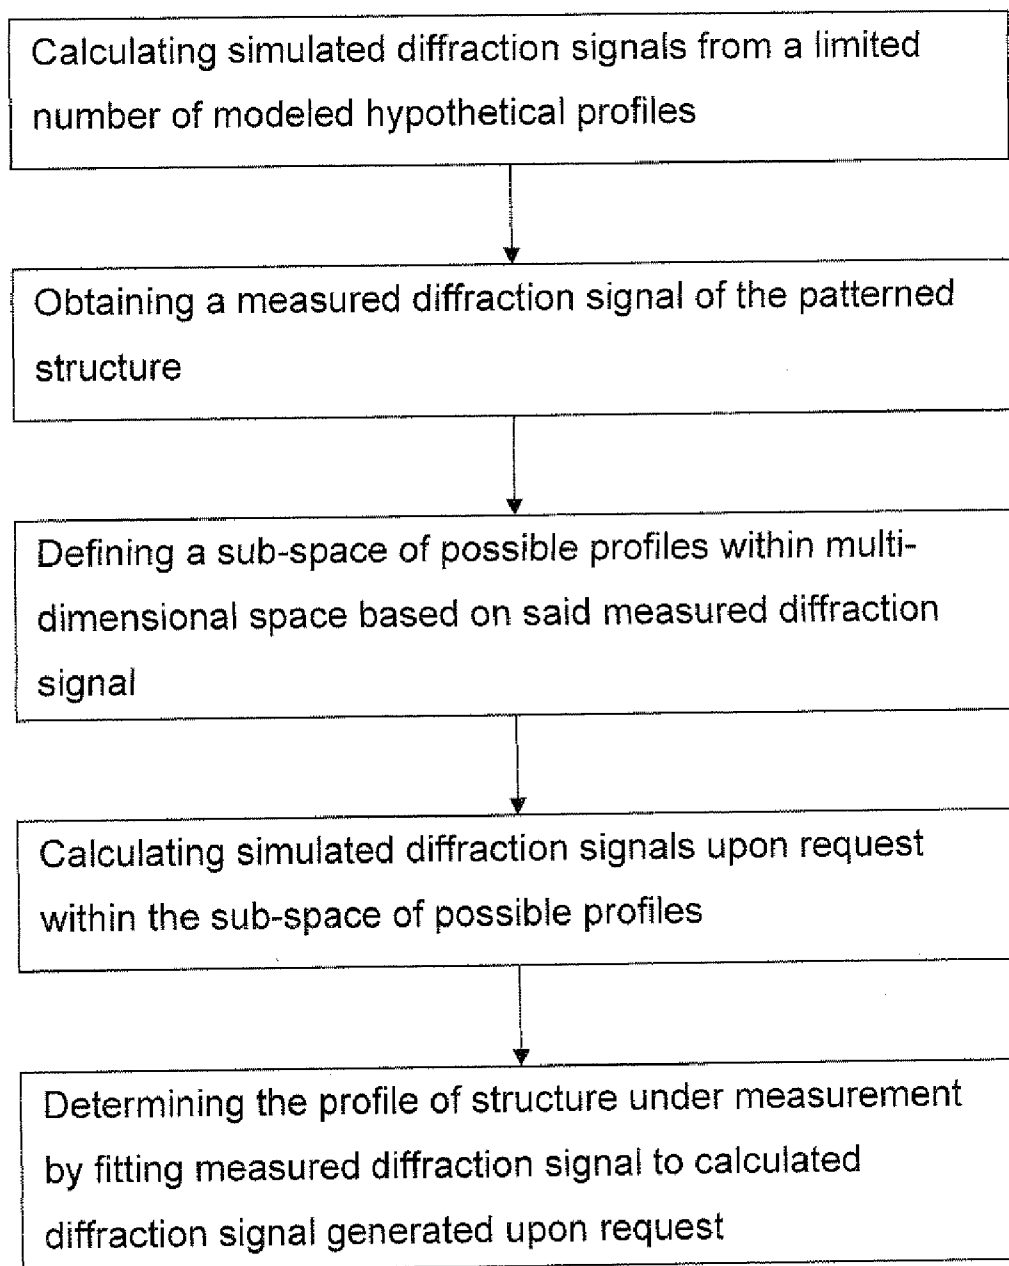 Calculating simulated diffraction signals from a limited
number of modeled hypothetical profiles
Obtaining a measured diffraction signal of the patterned
structure
Defining a sub-space of possible profiles within multi-
dimensional space based on said measured diffraction
signal
Calculating simulated diffraction signals upon request
within the sub-space of possible profiles
Determining the profile of structure under measurement
by fitting measured diffraction signal to calculated
diffraction signal generated upon request